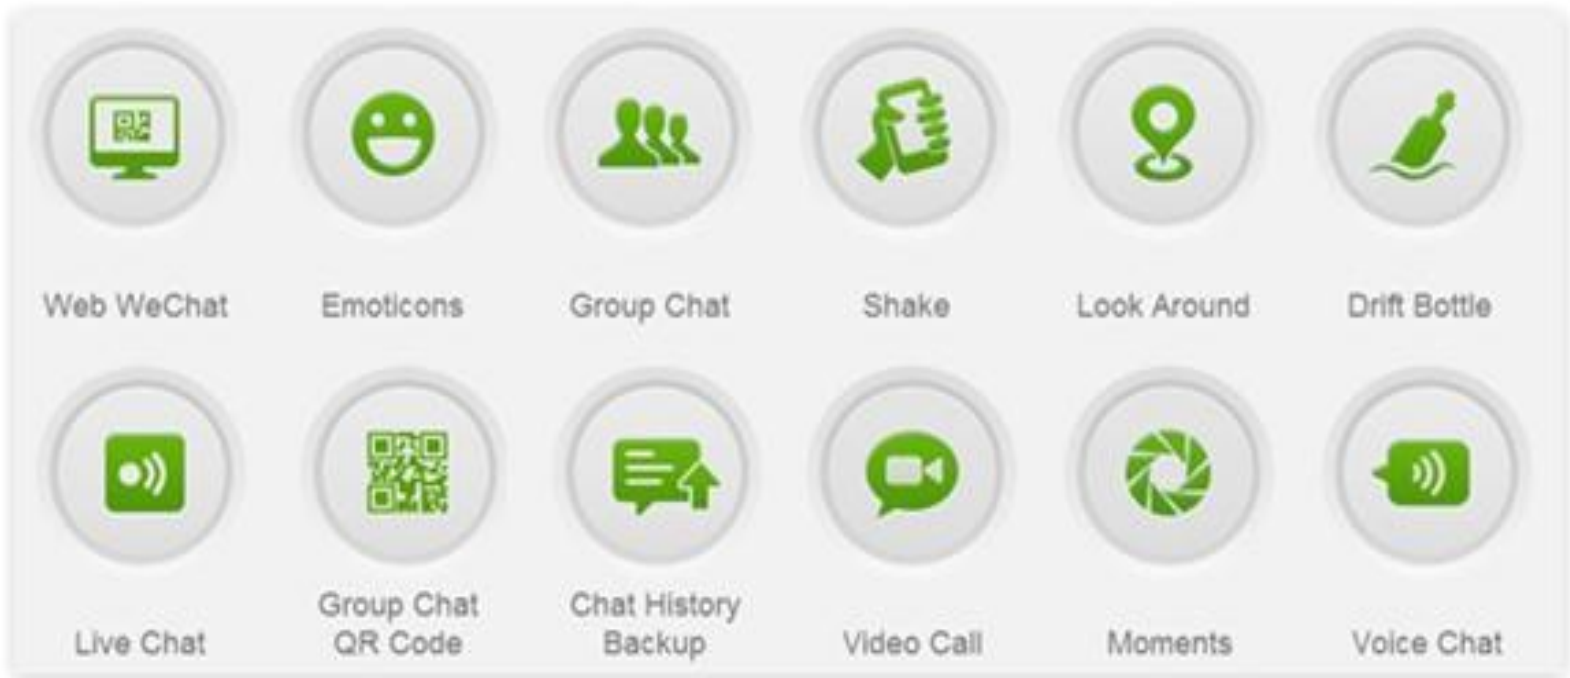 Web WeChat
Emoticons
Group Chat
Shake
Look Around
Drift Bottle
Live Chat
Group Chat
QR Code
Chat History
Backup
Video Call
Moments
Voice Chat